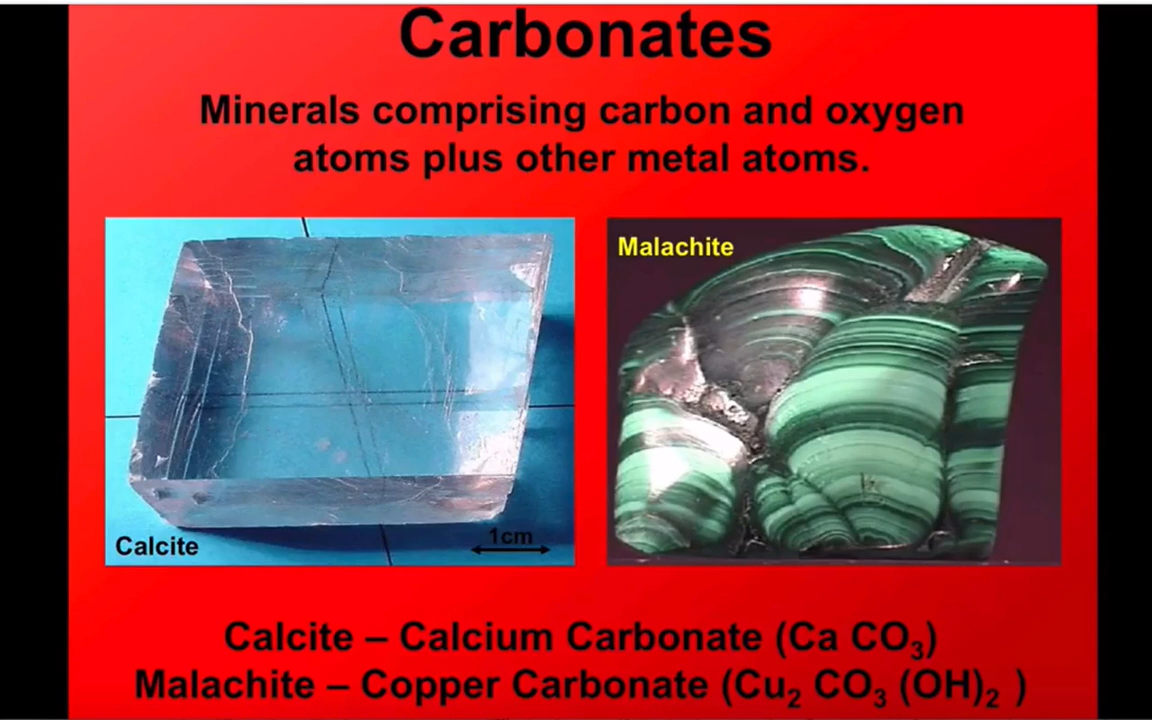 Carbonates
Minerals comprising carbon and oxygen
atoms plus other metal atoms.
Malachite
Calcite
1cm
Calcite – Calcium Carbonate (Ca CO₃)
Malachite – Copper Carbonate (Cu₂ CO₃ (OH)₂ )